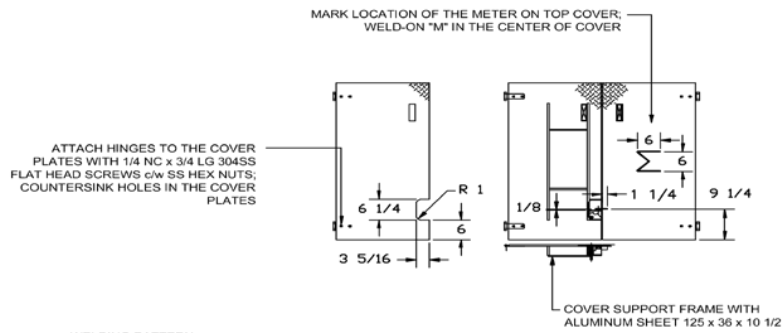 MARK LOCATION OF THE METER ON TOP COVER;
WELD-ON "M" IN THE CENTER OF COVER
ATTACH HINGES TO THE COVER
PLATES WITH 1/4 NC x 3/4 LG 304SS
FLAT HEAD SCREWS c/w SS HEX NUTS;
COUNTERSINK HOLES IN THE COVER
PLATES
6 1/4
R 1
6
3 5/16
1/8
6
6
1 1/4
9 1/4
COVER SUPPORT FRAME WITH
ALUMINUM SHEET 125 x 36 x 10 1/2